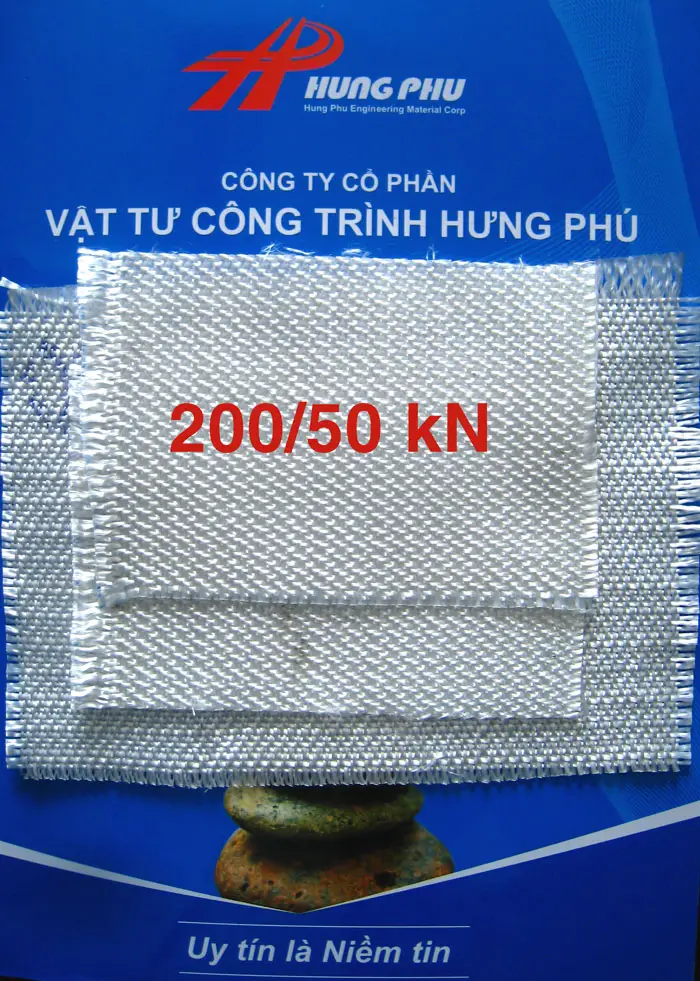 HUNG PHU
Hung Phu Engineering Material Corp
CÔNG TY CỔ PHẦN
VẬT TƯ CÔNG TRÌNH HƯNG PHÚ
200/50 kN
Uy tín là Niềm tin